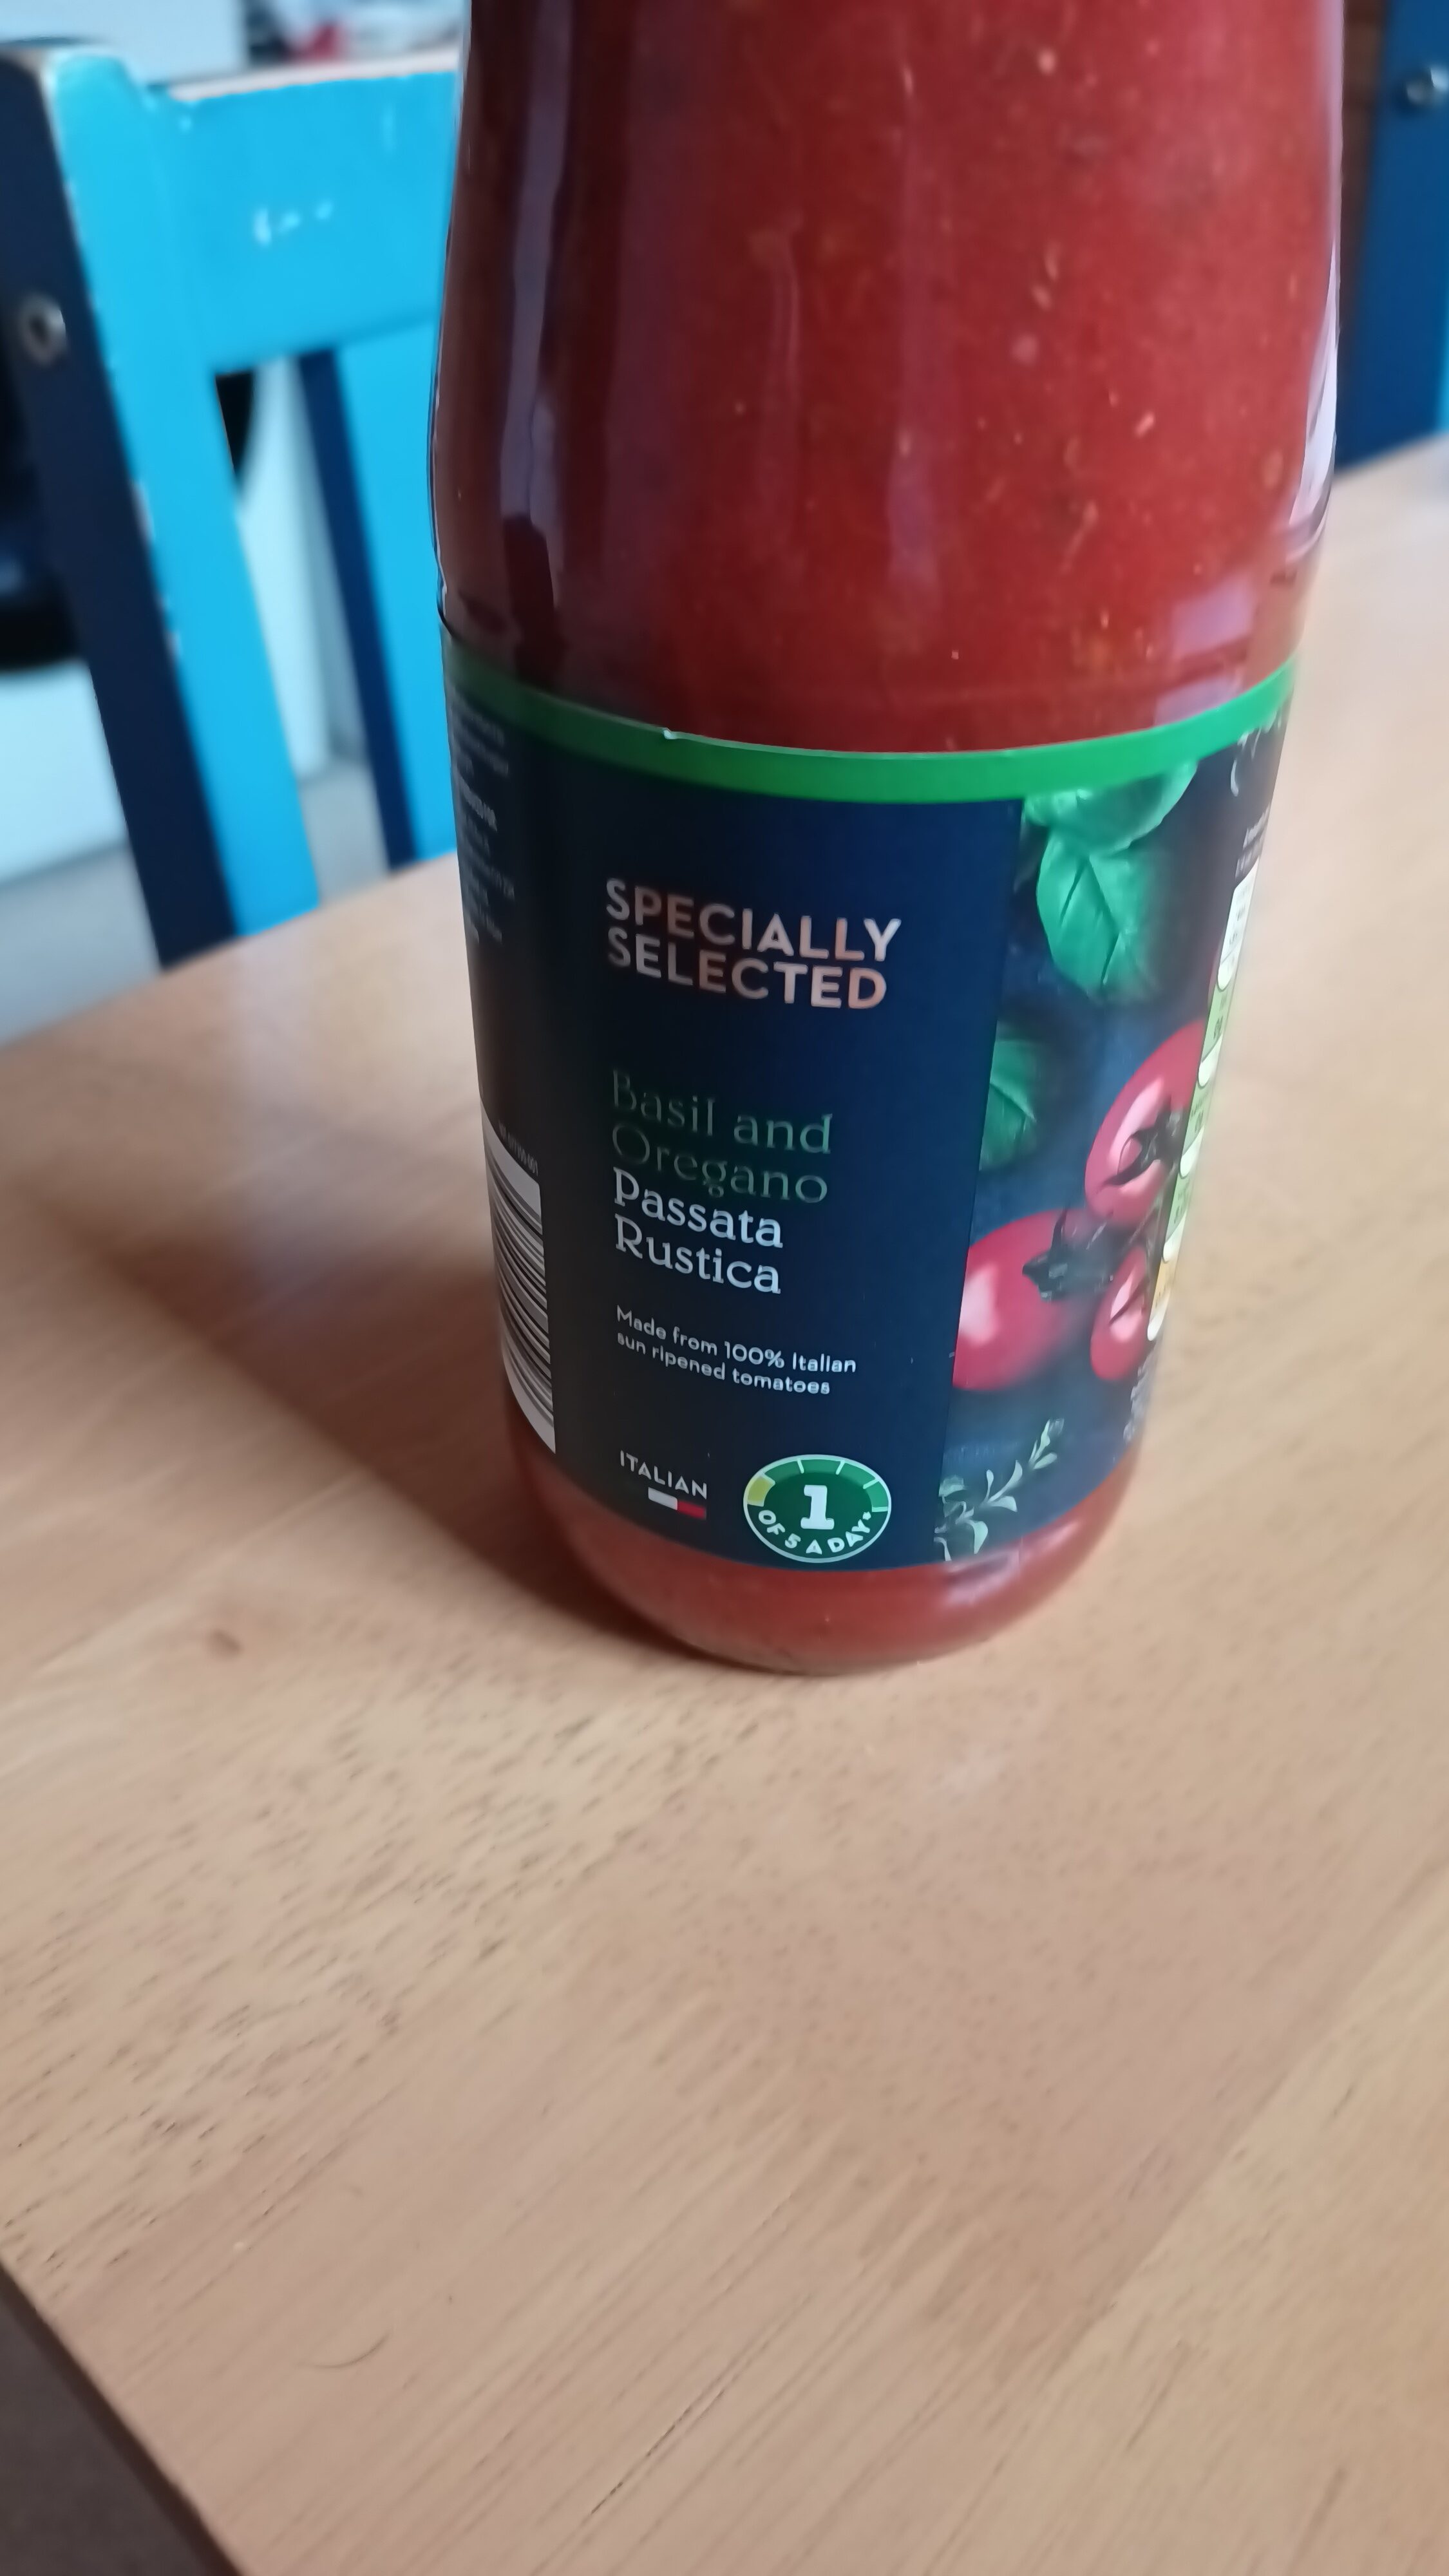 SPECIALLY
SELECTED
Basil and
Oregano
Passata
Rustica
Made from 100% Italian
sun ripened tomatoes
ITALIAN
1
OF 5 A DAY*